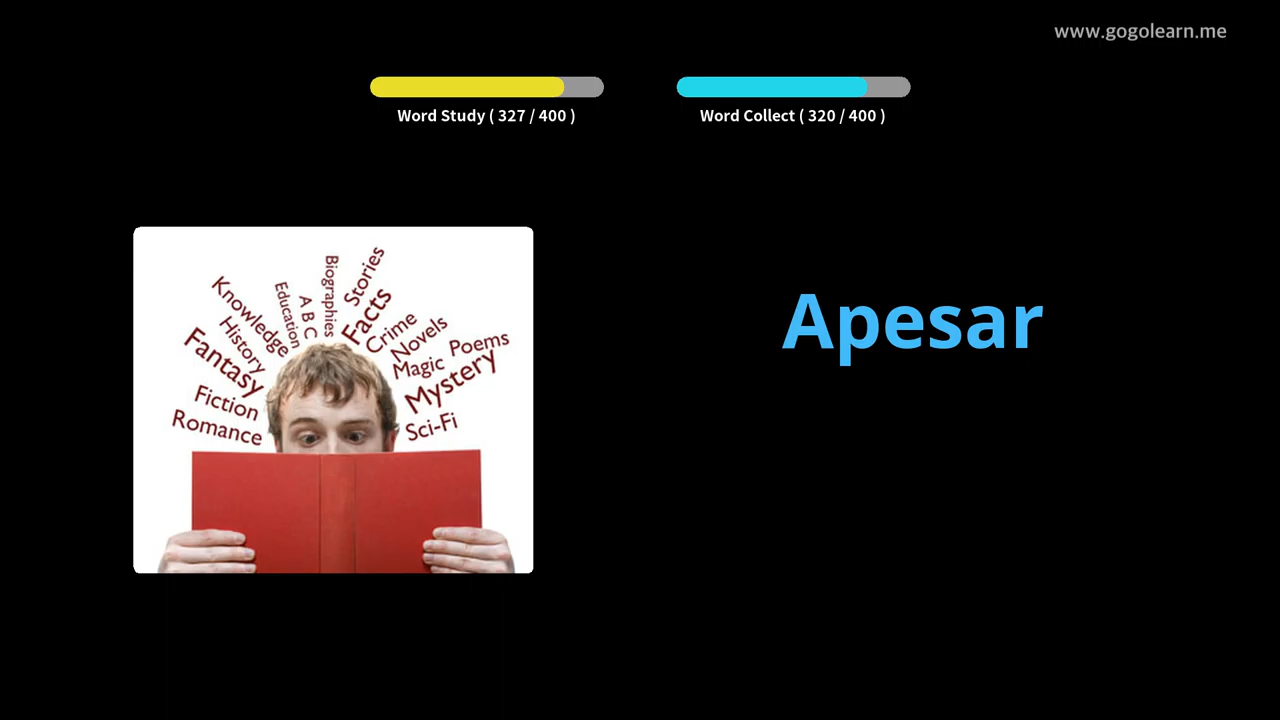 www.gogolearn.me
Word Study ( 327 / 400 )
Word Collect ( 320 / 400 )
Apesar
Biographies
Stories
Education
A B C
Facts
Knowledge
Crime
History
Novels
Poems
Fantasy
Magic
Mystery
Fiction
Romance
Sci-Fi